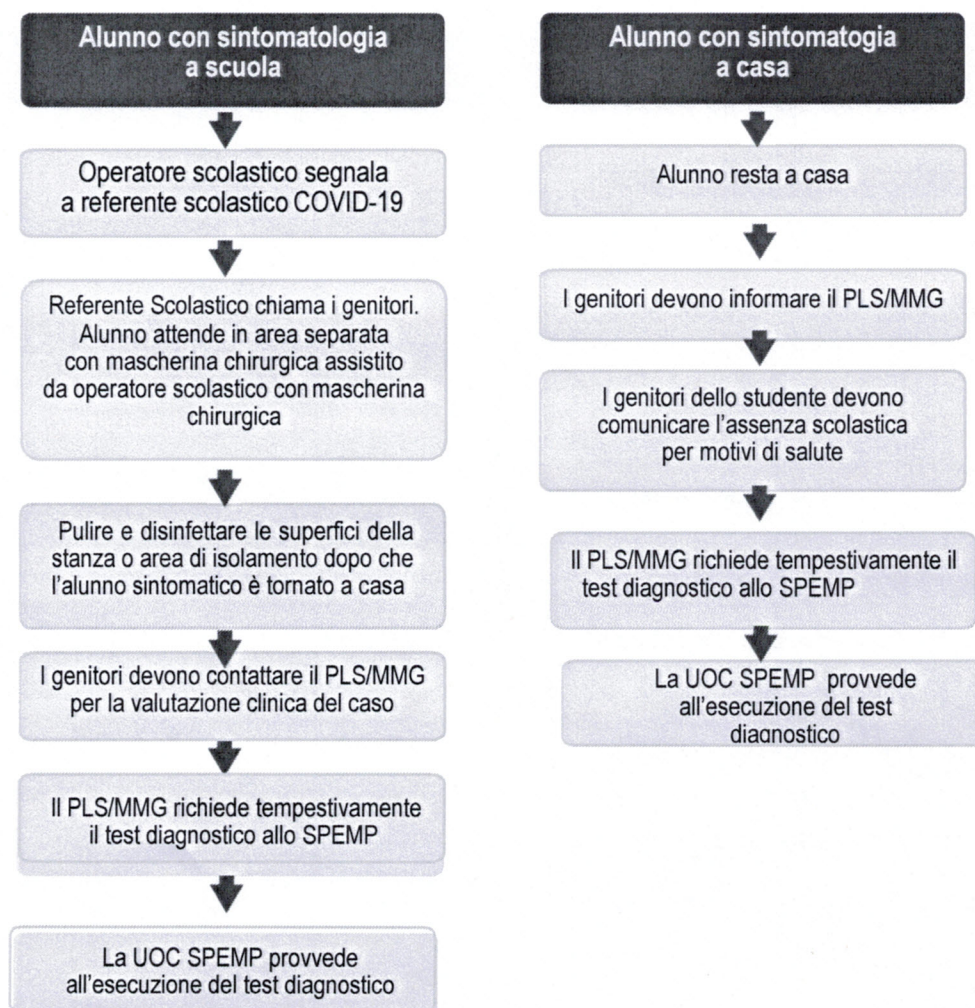 Alunno con sintomatologia
a scuola
Operatore scolastico segnala
a referente scolastico COVID-19
Referente Scolastico chiama i genitori.
Alunno attende in area separata
con mascherina chirurgica assistito
da operatore scolastico con mascherina
chirurgica
Pulire e disinfettare le superfici della
stanza o area di isolamento dopo che
l'alunno sintomatico è tornato a casa
I genitori devono contattare il PLS/MMG
per la valutazione clinica del caso
Il PLS/MMG richiede tempestivamente
il test diagnostico allo SPEMP
La UOC SPEMP provvede
all'esecuzione del test diagnostico
Alunno con sintomatogia
a casa
Alunno resta a casa
I genitori devono informare il PLS/MMG
I genitori dello studente devono
comunicare l'assenza scolastica
per motivi di salute
Il PLS/MMG richiede tempestivamente il
test diagnostico allo SPEMP
La UOC SPEMP provvede
all'esecuzione del test
diagnostico